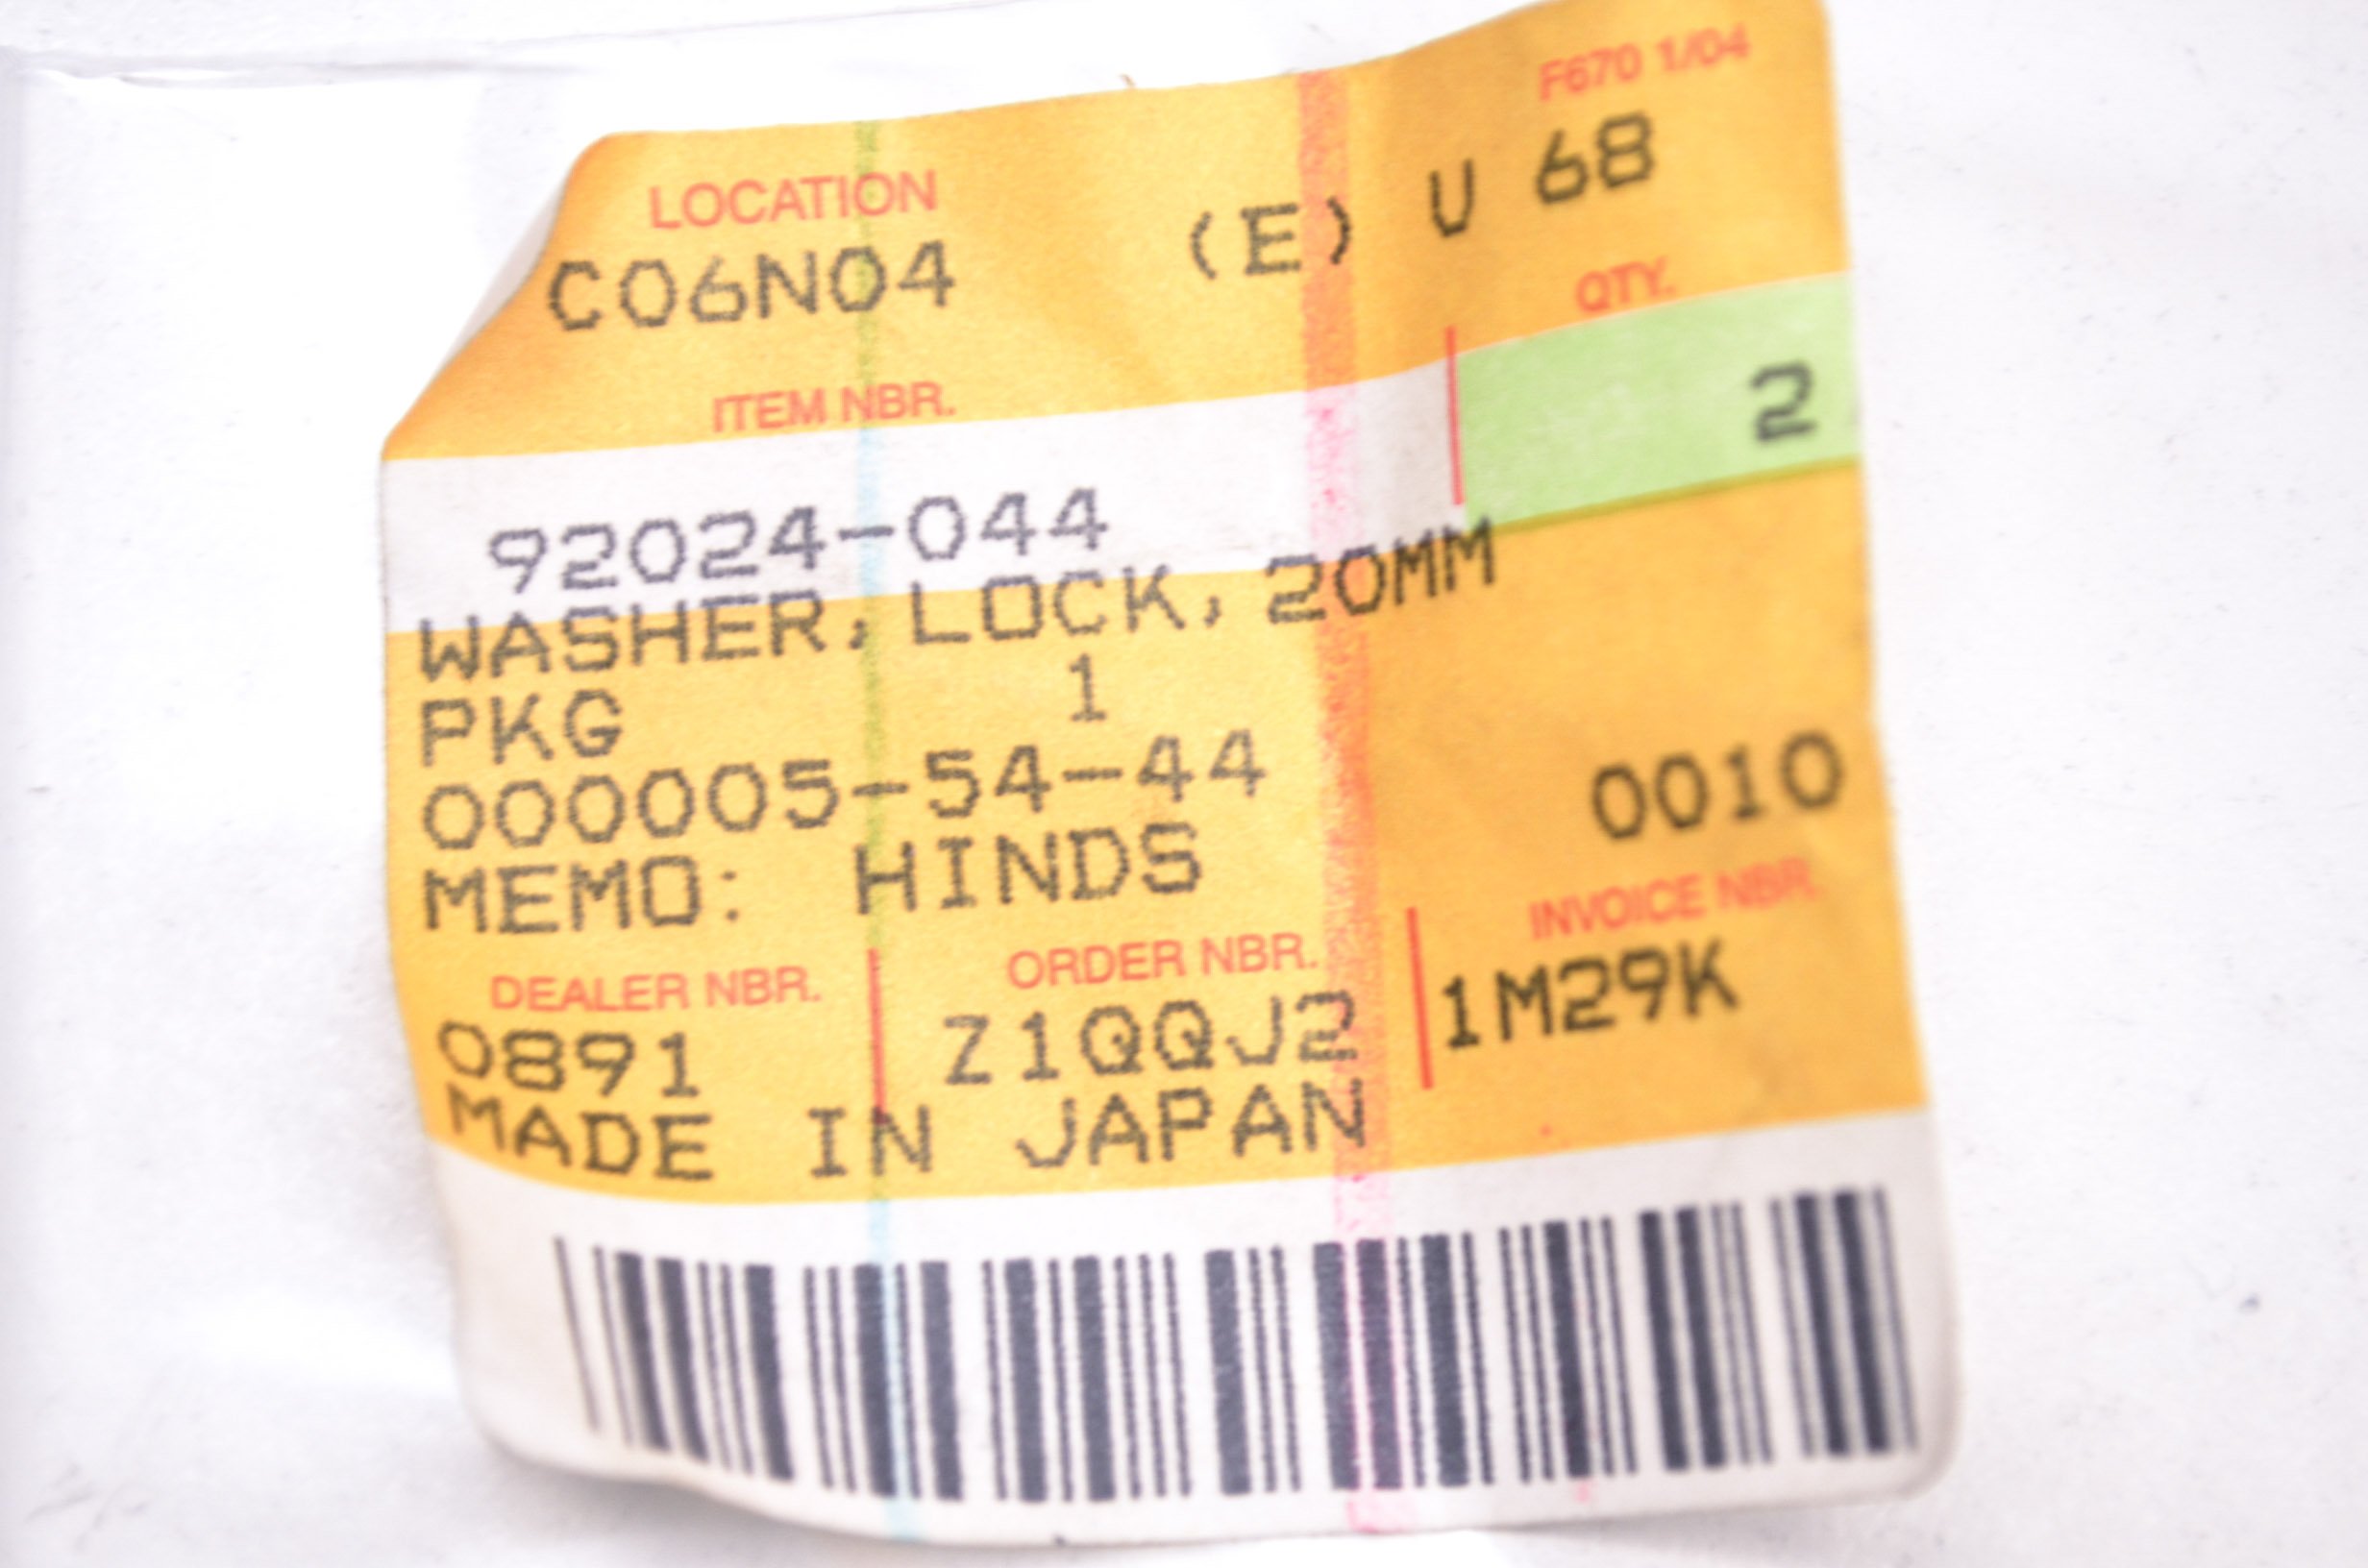 F670 1/04
LOCATION
C06N04 (E) U 68
ITEM NBR. QTY.
92024-044 2
WASHER, LOCK, 20MM
PKG 1
000005-54-44 0010
MEMO: HINDS
DEALER NBR. ORDER NBR. INVOICE NBR.
0891 Z1QQJ2 1M29K
MADE IN JAPAN